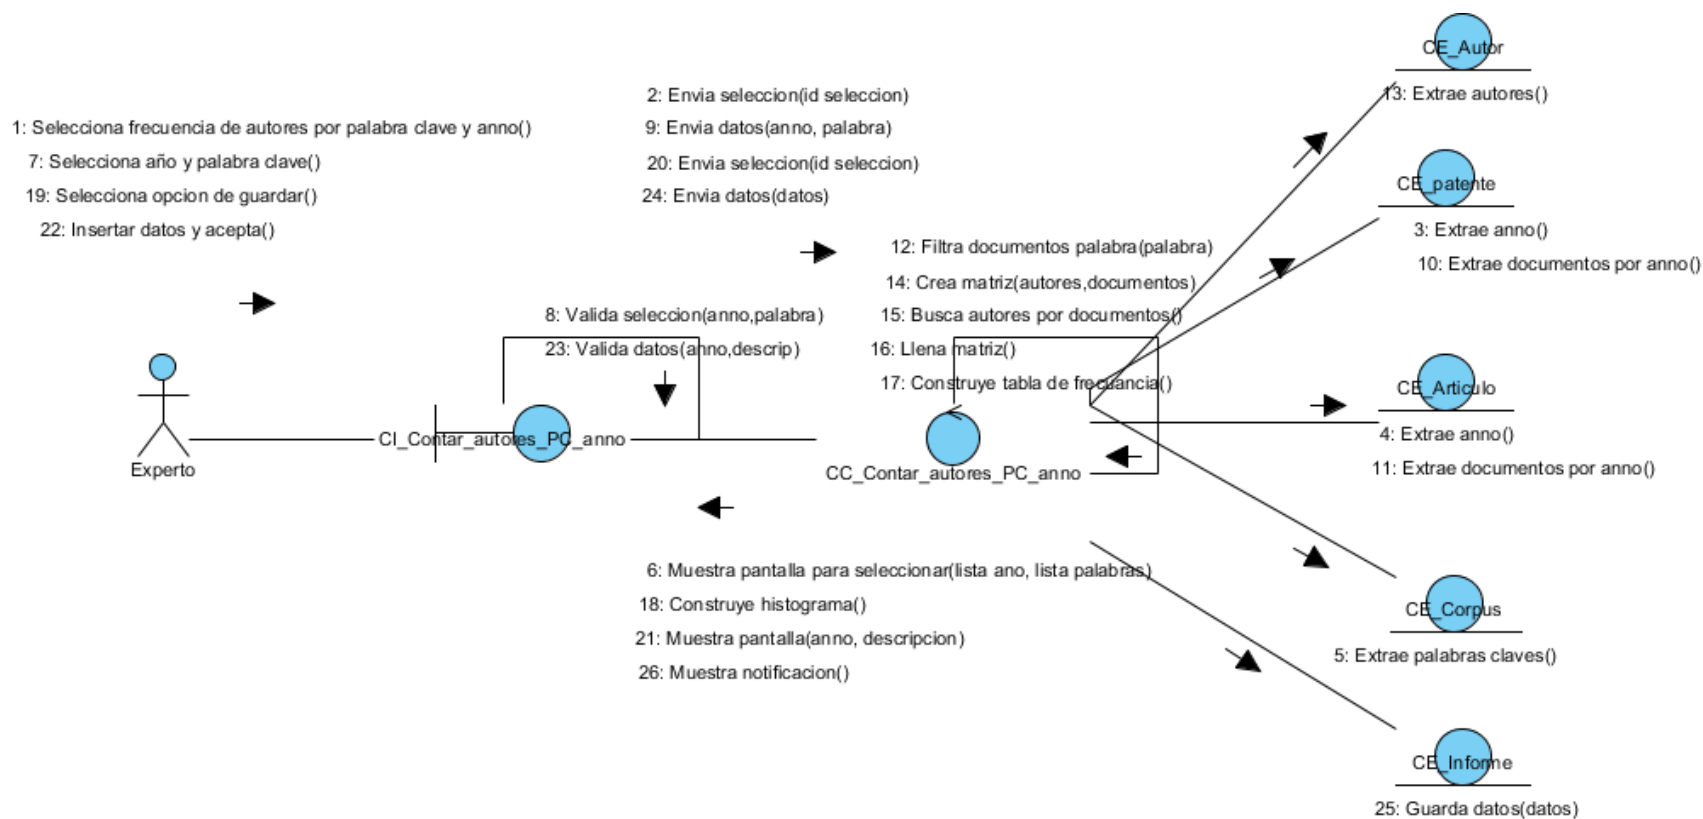 CE_Autor
13: Extrae autores()
2: Envia seleccion(id seleccion)
9: Envia datos(anno, palabra)
20: Envia seleccion(id seleccion)
24: Envia datos(datos)
1: Selecciona frecuencia de autores por palabra clave y anno()
7: Selecciona año y palabra clave()
19: Selecciona opcion de guardar()
22: Insertar datos y acepta()
CE_patente
3: Extrae anno()
10: Extrae documentos por anno()
12: Filtra documentos palabra(palabra)
14: Crea matriz(autores,documentos)
15: Busca autores por documentos()
16: Llena matriz()
17: Construye tabla de frecuancia()
8: Valida seleccion(anno,palabra)
23: Valida datos(anno,descrip)
CE_Articulo
4: Extrae anno()
11: Extrae documentos por anno()
Experto
CI_Contar_autores_PC_anno
CC_Contar_autores_PC_anno
6: Muestra pantalla para seleccionar(lista ano, lista palabras)
18: Construye histograma()
21: Muestra pantalla(anno, descripcion)
26: Muestra notificacion()
CE_Corpus
5: Extrae palabras claves()
CE_Informe
25: Guarda datos(datos)